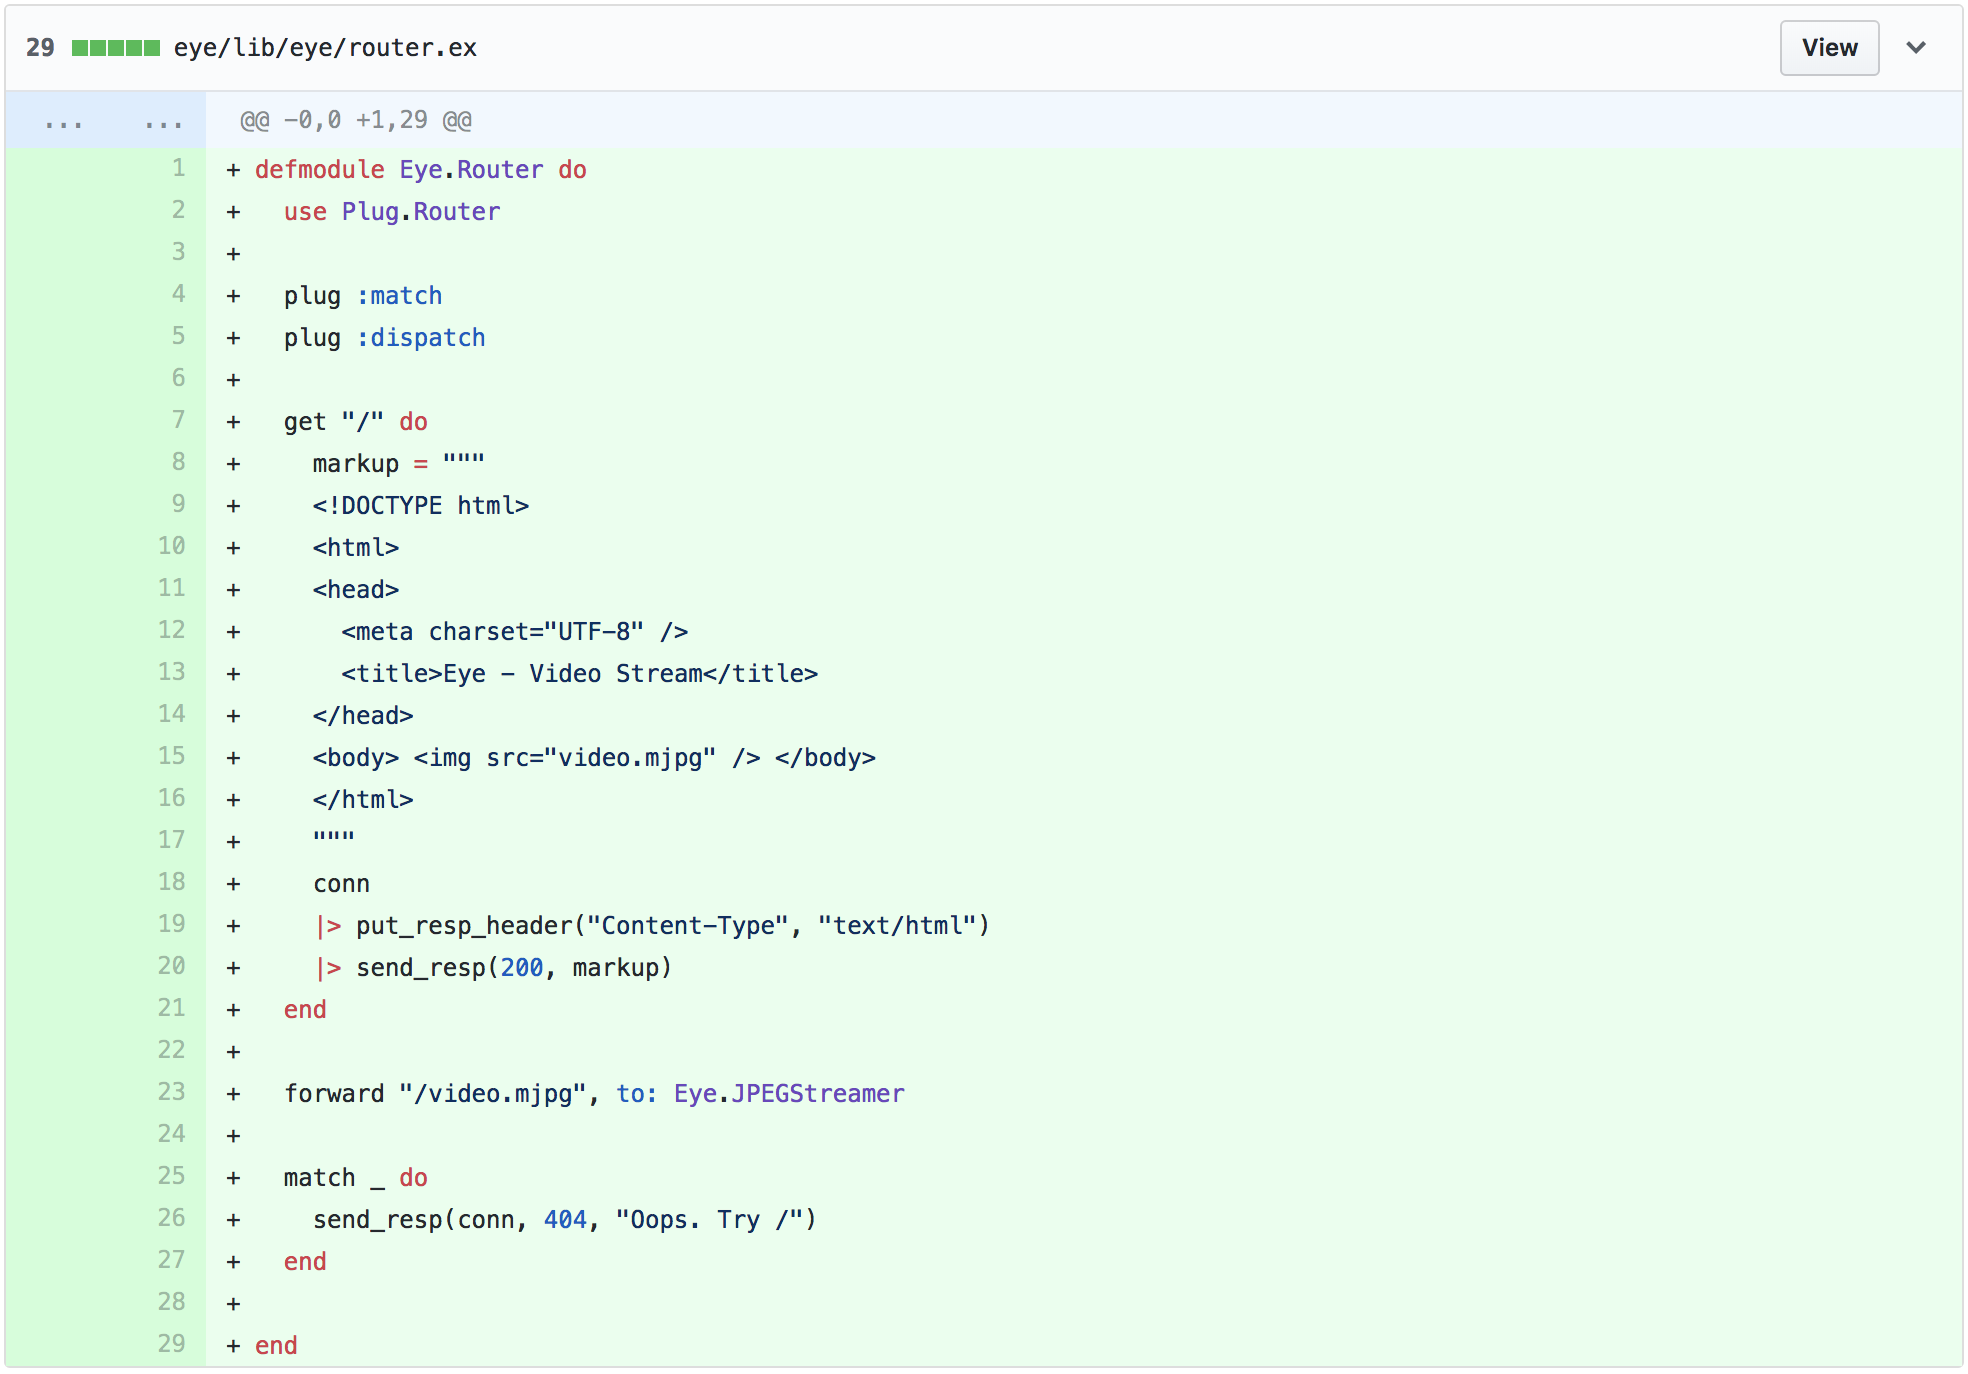 29 eye/lib/eye/router.ex View
... ... @@ -0,0 +1,29 @@
1 + defmodule Eye.Router do
2 +   use Plug.Router
3 +
4 +   plug :match
5 +   plug :dispatch
6 +
7 +   get "/" do
8 +     markup = """
9 +     <!DOCTYPE html>
10 +     <html>
11 +     <head>
12 +       <meta charset="UTF-8" />
13 +       <title>Eye - Video Stream</title>
14 +     </head>
15 +     <body> <img src="video.mjpg" /> </body>
16 +     </html>
17 +     """
18 +     conn
19 +     |> put_resp_header("Content-Type", "text/html")
20 +     |> send_resp(200, markup)
21 +   end
22 +
23 +   forward "/video.mjpg", to: Eye.JPEGStreamer
24 +
25 +   match _ do
26 +     send_resp(conn, 404, "Oops. Try /")
27 +   end
28 +
29 + end